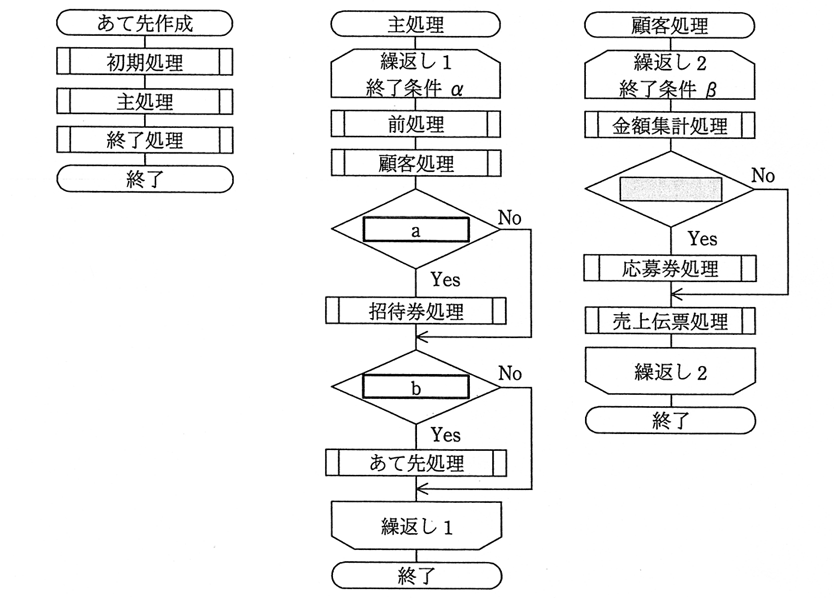 あて先作成
初期処理
主処理
終了処理
終了
主処理
繰返し1
終了条件 α
前処理
顧客処理
a
No
Yes
招待券処理
b
No
Yes
あて先処理
繰返し1
終了
顧客処理
繰返し2
終了条件 β
金額集計処理
No
Yes
応募券処理
売上伝票処理
繰返し2
終了